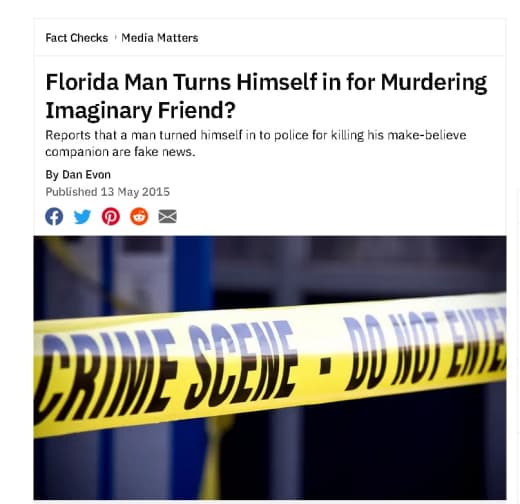 Fact Checks › Media Matters
Florida Man Turns Himself in for Murdering
Imaginary Friend?
Reports that a man turned himself in to police for killing his make-believe
companion are fake news.
By Dan Evon
Published 13 May 2015
CRIME SCENE - DO NOT ENTE